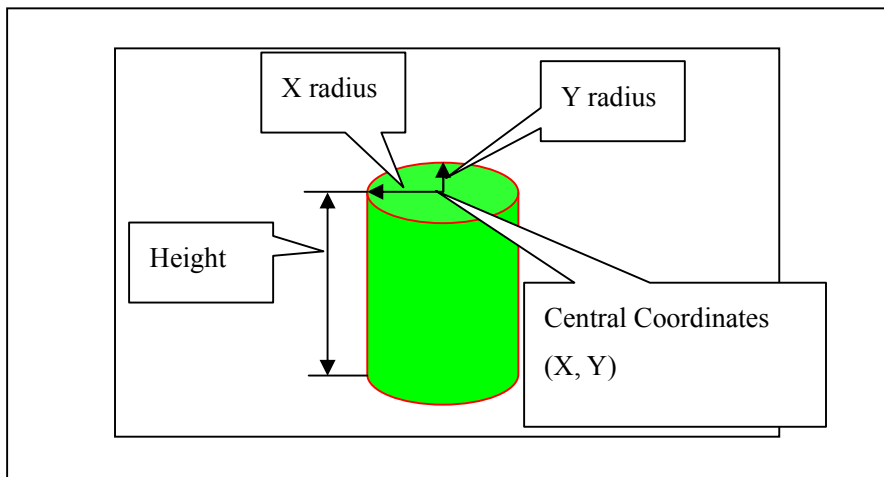 X radius
Y radius
Height
Central Coordinates
(X, Y)